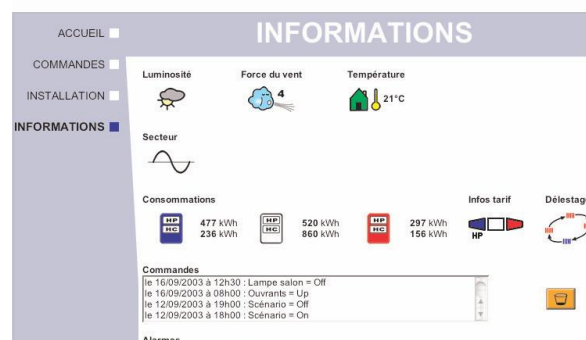 INFORMATIONS
ACCUEIL
COMMANDES
INSTALLATION
INFORMATIONS
Luminosité Force du vent Température
4
21°C
Secteur
Consommations Infos tarif Délestage
HP 477 kWh HP 520 kWh HP 297 kWh
HC 236 kWh HC 860 kWh HC 156 kWh
HP
Commandes
le 16/09/2003 à 12h30 : Lampe salon = Off
le 16/09/2003 à 08h00 : Ouvrants = Up
le 12/09/2003 à 19h00 : Scénario = Off
le 12/09/2003 à 18h00 : Scénario = On
Alarmes